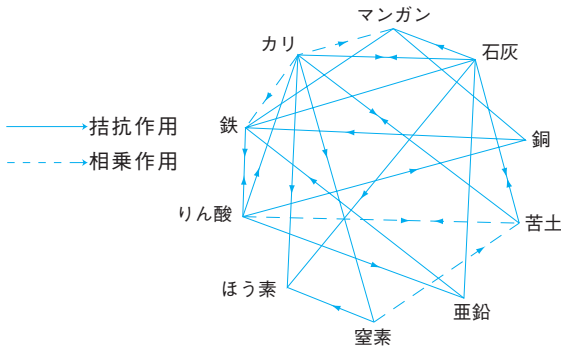 マンガン
カリ
石灰
拮抗作用
鉄
銅
相乗作用
りん酸
苦土
ほう素
亜鉛
窒素